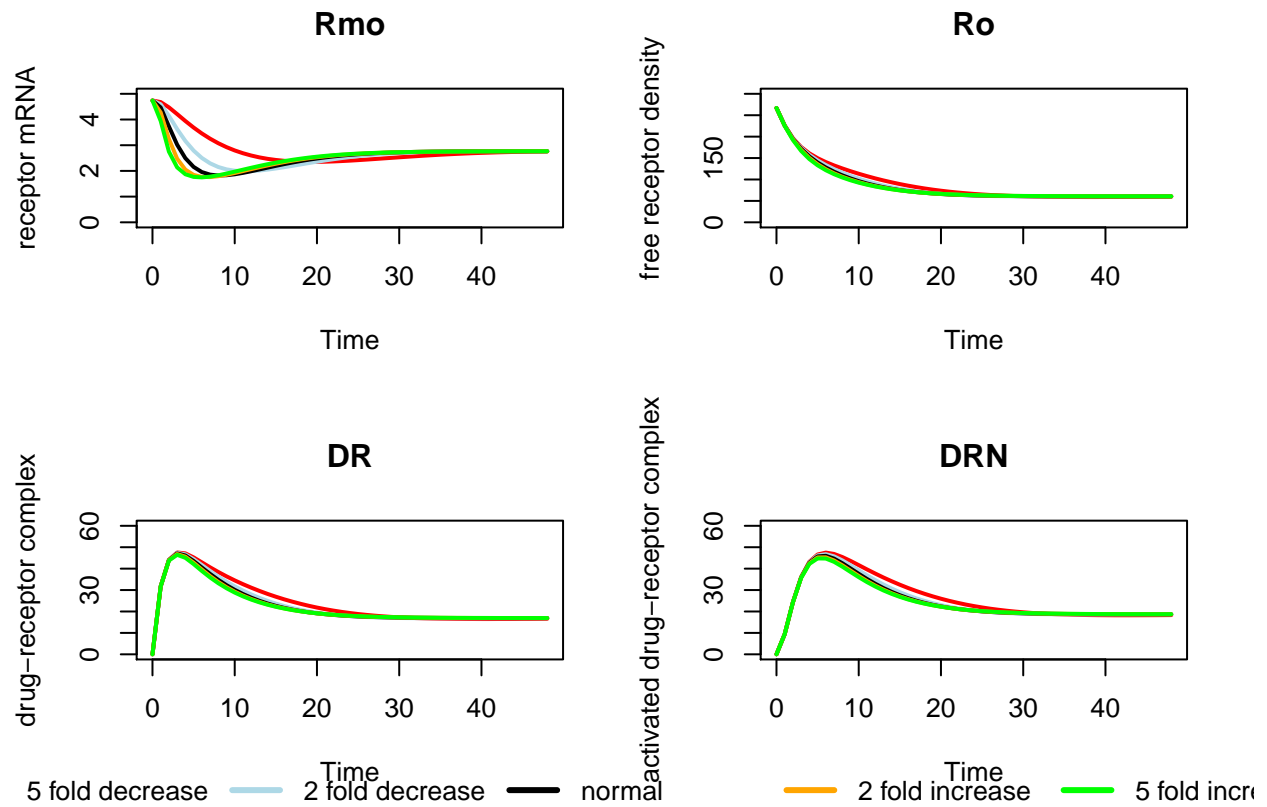 Rmo
receptor mRNA
0 2 4
0 10 20 30 40
Time
Ro
free receptor density
0 150
0 10 20 30 40
Time
DR
drug−receptor complex
0 30 60
0 10 20 30 40
Time
DRN
activated drug−receptor complex
0 30 60
0 10 20 30 40
Time
5 fold decrease 2 fold decrease normal 2 fold increase 5 fold incre